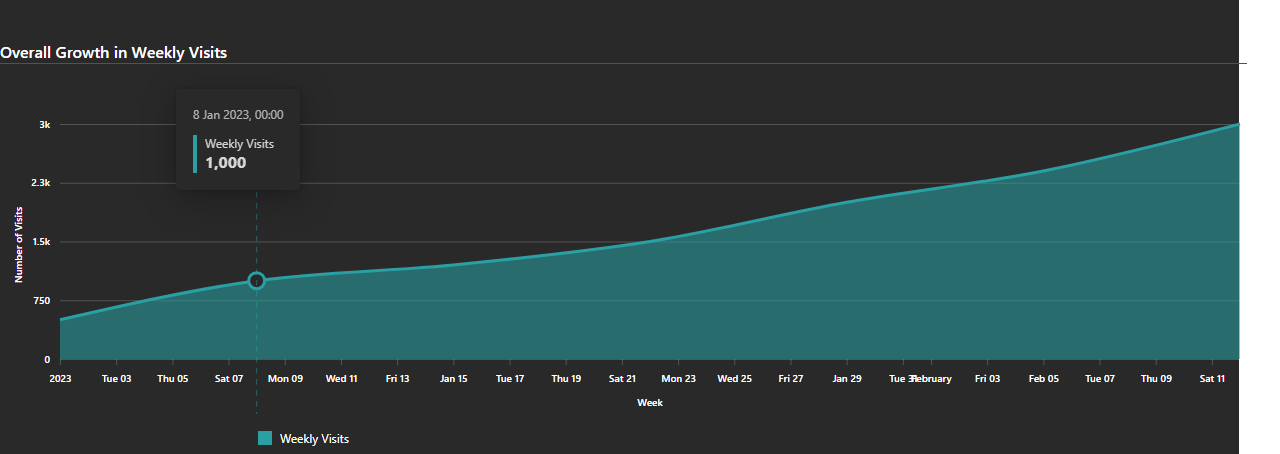 Overall Growth in Weekly Visits
8 Jan 2023, 00:00
Weekly Visits
1,000
3k
2.3k
1.5k
750
0
Number of Visits
2023 Tue 03 Thu 05 Sat 07 Mon 09 Wed 11 Fri 13 Jan 15 Tue 17 Thu 19 Sat 21 Mon 23 Wed 25 Fri 27 Jan 29 Tue February Fri 03 Feb 05 Tue 07 Thu 09 Sat 11
Week
Weekly Visits